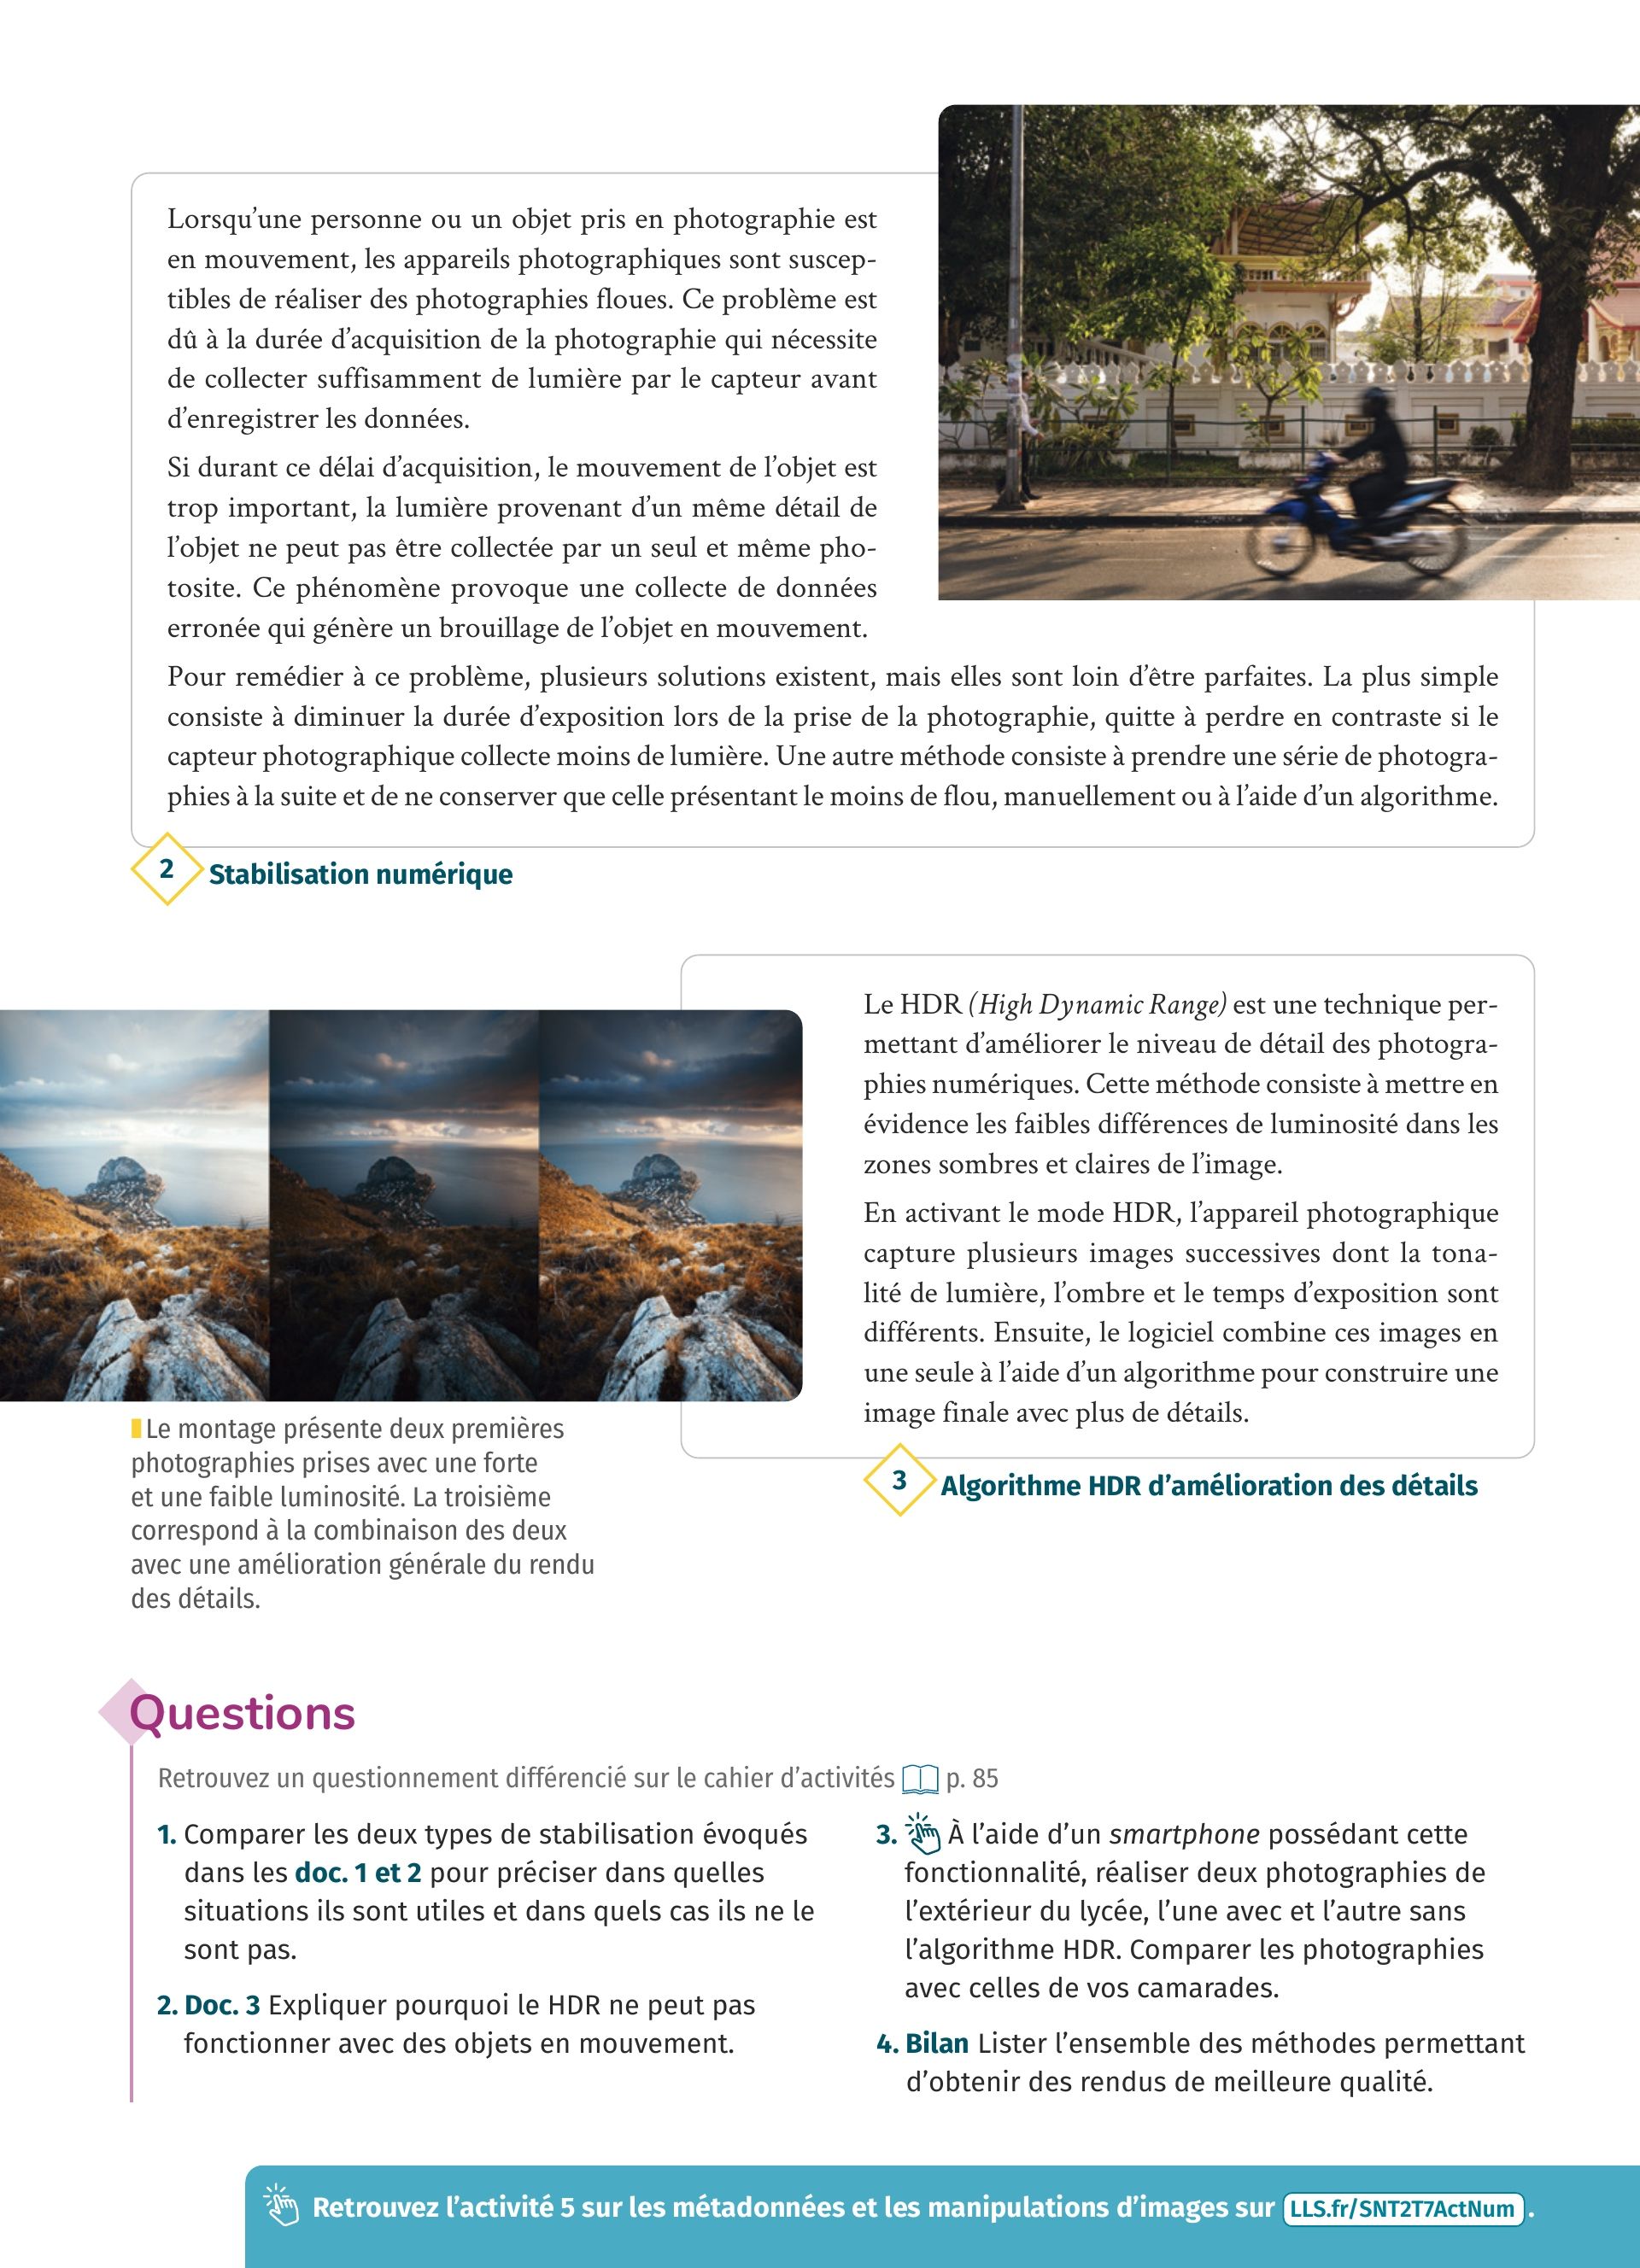 Lorsqu'une personne ou un objet pris en photographie est
en mouvement, les appareils photographiques sont suscep-
tibles de réaliser des photographies floues. Ce problème est
dû à la durée d'acquisition de la photographie qui nécessite
de collecter suffisamment de lumière par le capteur avant
d'enregistrer les données.
Si durant ce délai d'acquisition, le mouvement de l'objet est
trop important, la lumière provenant d'un même détail de
l'objet ne peut pas être collectée par un seul et même pho-
tosite. Ce phénomène provoque une collecte de données
erronée qui génère un brouillage de l'objet en mouvement.
Pour remédier à ce problème, plusieurs solutions existent, mais elles sont loin d'être parfaites. La plus simple
consiste à diminuer la durée d'exposition lors de la prise de la photographie, quitte à perdre en contraste si le
capteur photographique collecte moins de lumière. Une autre méthode consiste à prendre une série de photogra-
phies à la suite et de ne conserver que celle présentant le moins de flou, manuellement ou à l'aide d'un algorithme.
2 Stabilisation numérique
Le HDR (High Dynamic Range) est une technique per-
mettant d'améliorer le niveau de détail des photogra-
phies numériques. Cette méthode consiste à mettre en
évidence les faibles différences de luminosité dans les
zones sombres et claires de l'image.
En activant le mode HDR, l'appareil photographique
capture plusieurs images successives dont la tona-
lité de lumière, l'ombre et le temps d'exposition sont
différents. Ensuite, le logiciel combine ces images en
une seule à l'aide d'un algorithme pour construire une
image finale avec plus de détails.
3 Algorithme HDR d'amélioration des détails
Le montage présente deux premières
photographies prises avec une forte
et une faible luminosité. La troisième
correspond à la combinaison des deux
avec une amélioration générale du rendu
des détails.
Questions
Retrouvez un questionnement différencié sur le cahier d'activités p. 85
1. Comparer les deux types de stabilisation évoqués
dans les doc. 1 et 2 pour préciser dans quelles
situations ils sont utiles et dans quels cas ils ne le
sont pas.
2. Doc. 3 Expliquer pourquoi le HDR ne peut pas
fonctionner avec des objets en mouvement.
3. À l'aide d'un smartphone possédant cette
fonctionnalité, réaliser deux photographies de
l'extérieur du lycée, l'une avec et l'autre sans
l'algorithme HDR. Comparer les photographies
avec celles de vos camarades.
4. Bilan Lister l'ensemble des méthodes permettant
d'obtenir des rendus de meilleure qualité.
Retrouvez l'activité 5 sur les métadonnées et les manipulations d'images sur LLS.fr/SNT2T7ActNum .